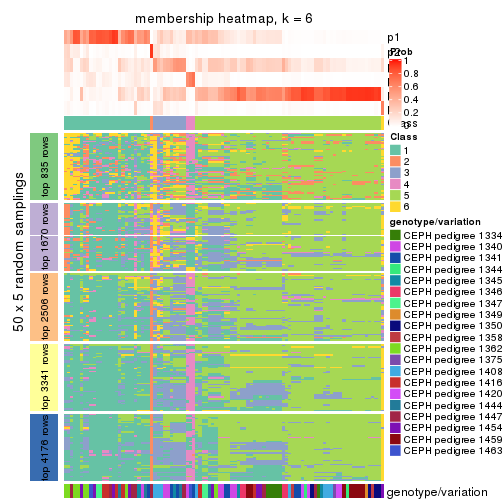 membership heatmap, k = 6
p1
p2
Prob
1
0.8
0.6
0.4
0.2
0
Class
1
2
3
4
5
6
genotype/variation
CEPH pedigree 1334
CEPH pedigree 1340
CEPH pedigree 1341
CEPH pedigree 1344
CEPH pedigree 1345
CEPH pedigree 1346
CEPH pedigree 1347
CEPH pedigree 1349
CEPH pedigree 1350
CEPH pedigree 1358
CEPH pedigree 1362
CEPH pedigree 1375
CEPH pedigree 1408
CEPH pedigree 1416
CEPH pedigree 1420
CEPH pedigree 1444
CEPH pedigree 1447
CEPH pedigree 1454
CEPH pedigree 1459
CEPH pedigree 1463
50 x 5 random samplings
top 835 rows
top 1670 rows
top 2506 rows
top 3341 rows
top 4176 rows
genotype/variation